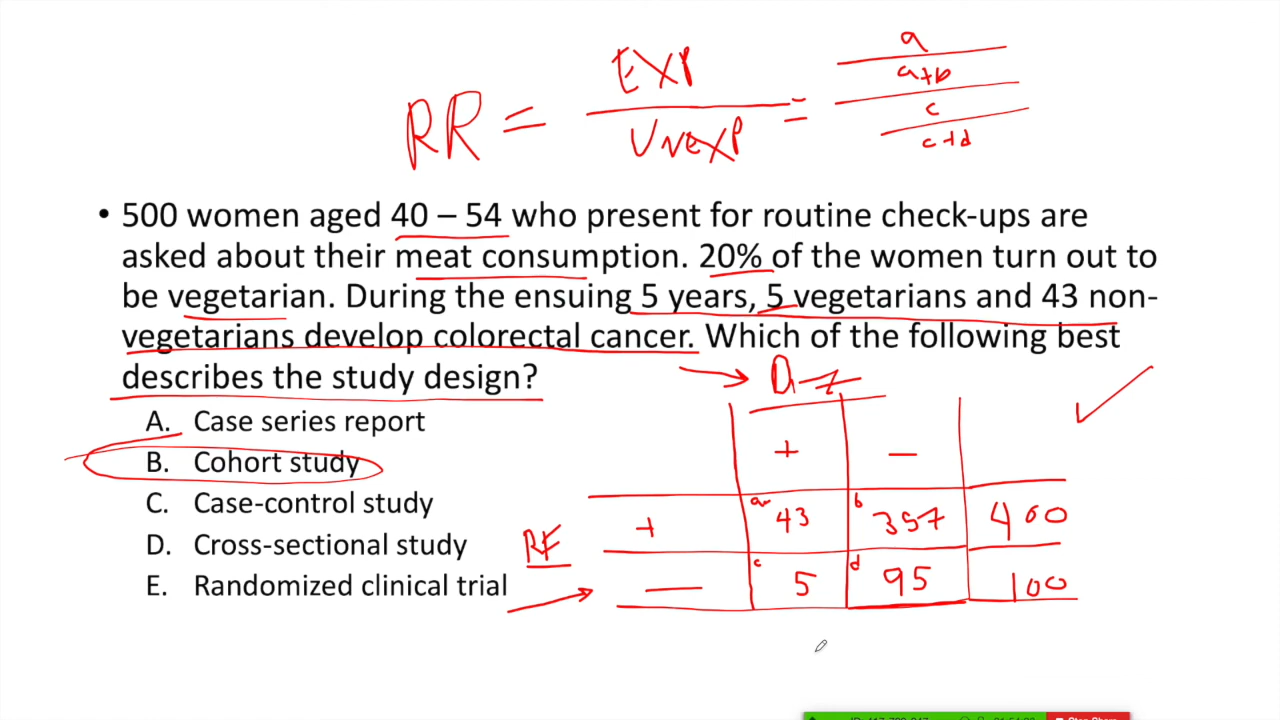 RR = EXP / UNEXP = a / a+b / c / c+d
• 500 women aged 40 – 54 who present for routine check-ups are
asked about their meat consumption. 20% of the women turn out to
be vegetarian. During the ensuing 5 years, 5 vegetarians and 43 non-
vegetarians develop colorectal cancer. Which of the following best
describes the study design?
A. Case series report
B. Cohort study
C. Case-control study
D. Cross-sectional study
E. Randomized clinical trial
Dz
+ −
RF
+ a 43 b 357 400
− c 5 d 95 100